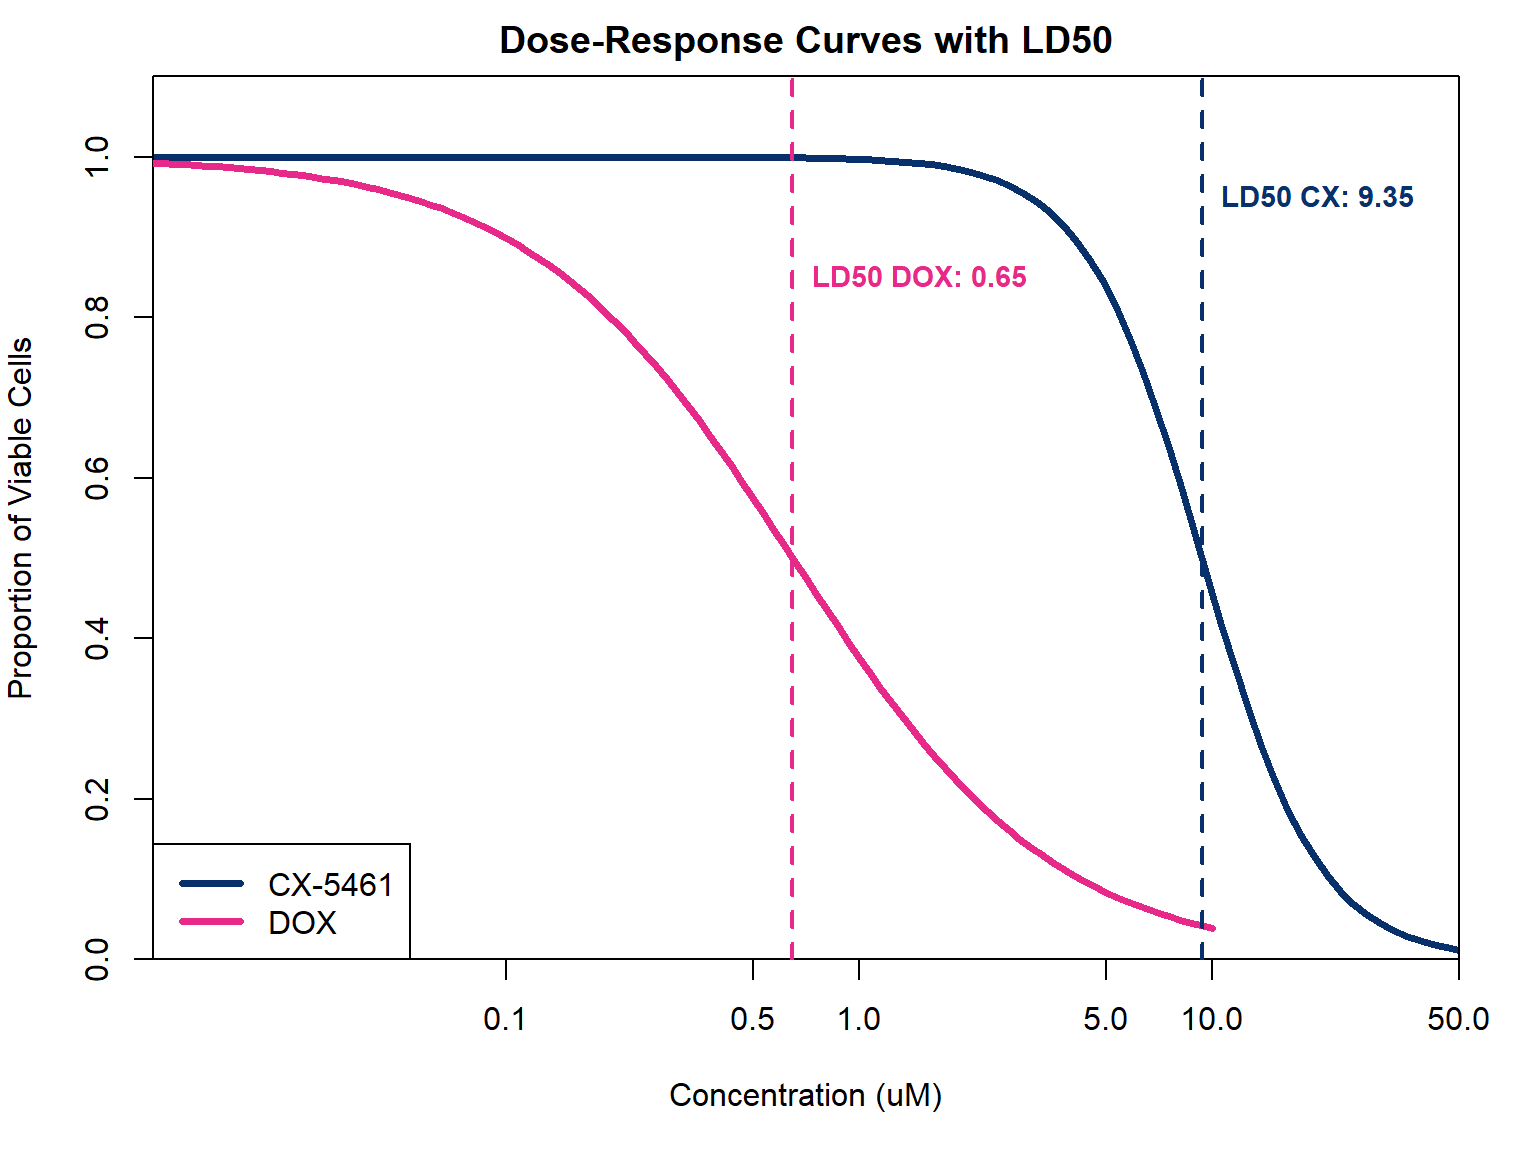 Dose-Response Curves with LD50
Proportion of Viable Cells
1.0
0.8
0.6
0.4
0.2
0.0
LD50 CX: 9.35
LD50 DOX: 0.65
CX-5461
DOX
0.1 0.5 1.0 5.0 10.0 50.0
Concentration (uM)